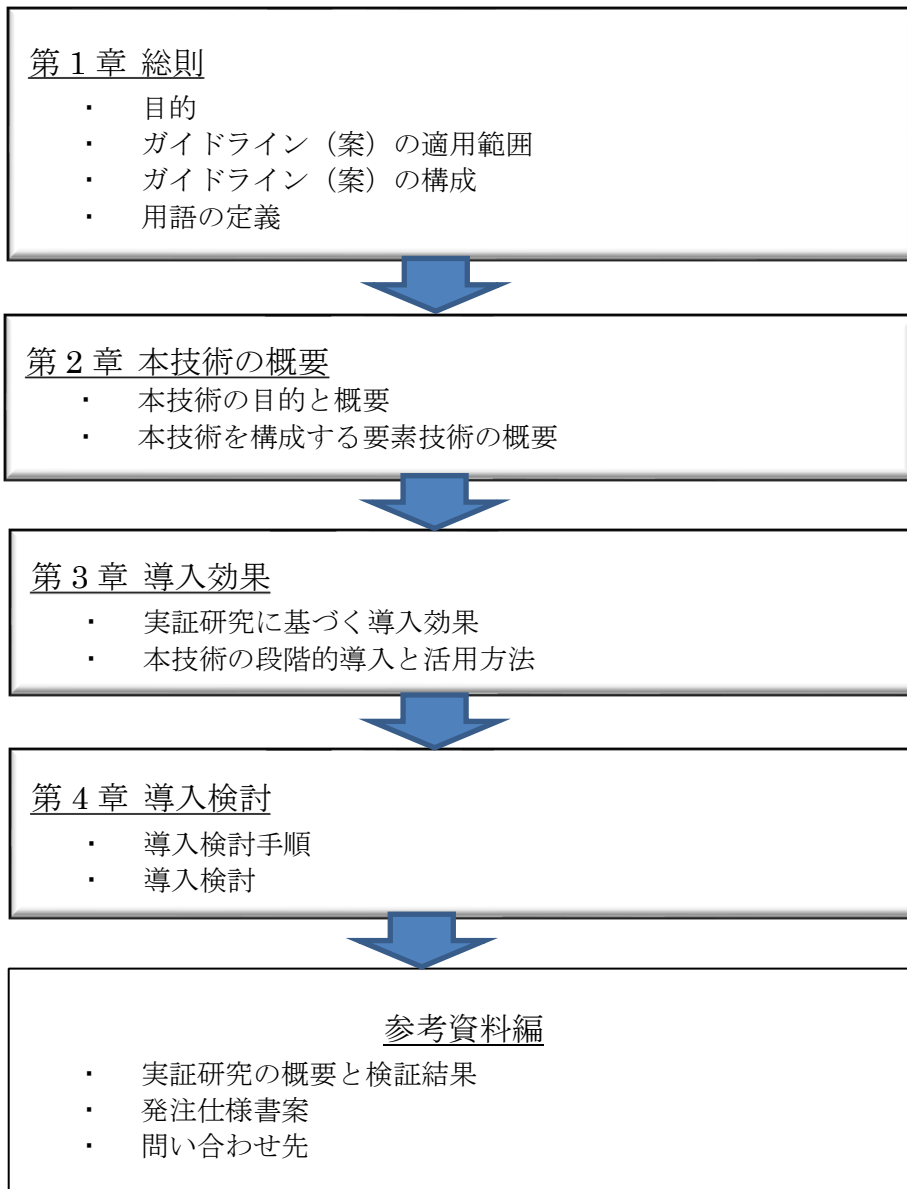 第 1 章 総則
・ 目的
・ ガイドライン（案）の適用範囲
・ ガイドライン（案）の構成
・ 用語の定義
第 2 章 本技術の概要
・ 本技術の目的と概要
・ 本技術を構成する要素技術の概要
第 3 章 導入効果
・ 実証研究に基づく導入効果
・ 本技術の段階的導入と活用方法
第 4 章 導入検討
・ 導入検討手順
・ 導入検討
参考資料編
・ 実証研究の概要と検証結果
・ 発注仕様書案
・ 問い合わせ先